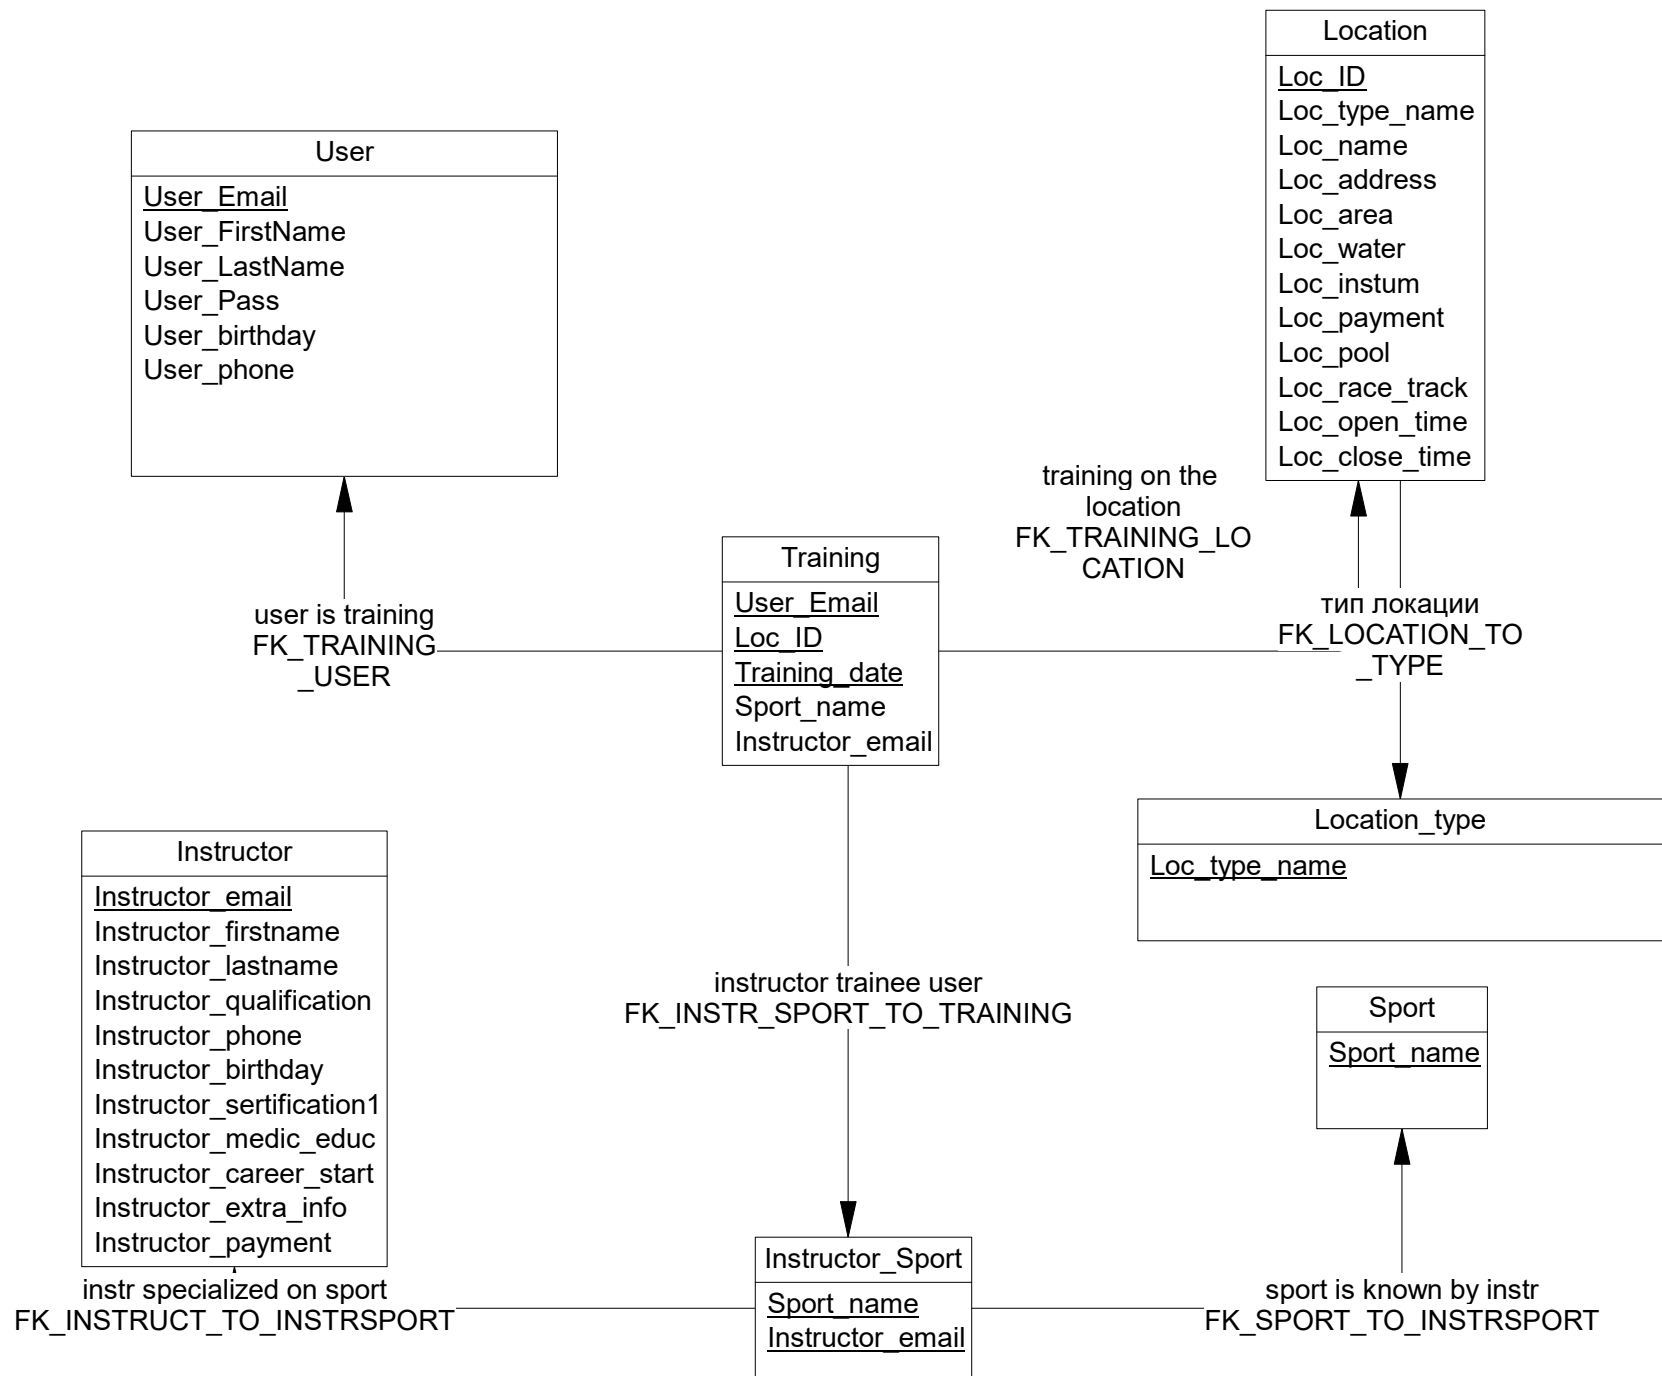 Location
Loc_ID
Loc_type_name
Loc_name
Loc_address
Loc_area
Loc_water
Loc_instum
Loc_payment
Loc_pool
Loc_race_track
Loc_open_time
Loc_close_time
User
User_Email
User_FirstName
User_LastName
User_Pass
User_birthday
User_phone
training on the
location
FK_TRAINING_LO
CATION
Training
User_Email
Loc_ID
Training_date
Sport_name
Instructor_email
user is training
FK_TRAINING
_USER
тип локации
FK_LOCATION_TO
_TYPE
Location_type
Loc_type_name
Instructor
Instructor_email
Instructor_firstname
Instructor_lastname
Instructor_qualification
Instructor_phone
Instructor_birthday
Instructor_sertification1
Instructor_medic_educ
Instructor_career_start
Instructor_extra_info
Instructor_payment
instructor trainee user
FK_INSTR_SPORT_TO_TRAINING
Sport
Sport_name
Instructor_Sport
Sport_name
Instructor_email
instr specialized on sport
FK_INSTRUCT_TO_INSTRSPORT
sport is known by instr
FK_SPORT_TO_INSTRSPORT